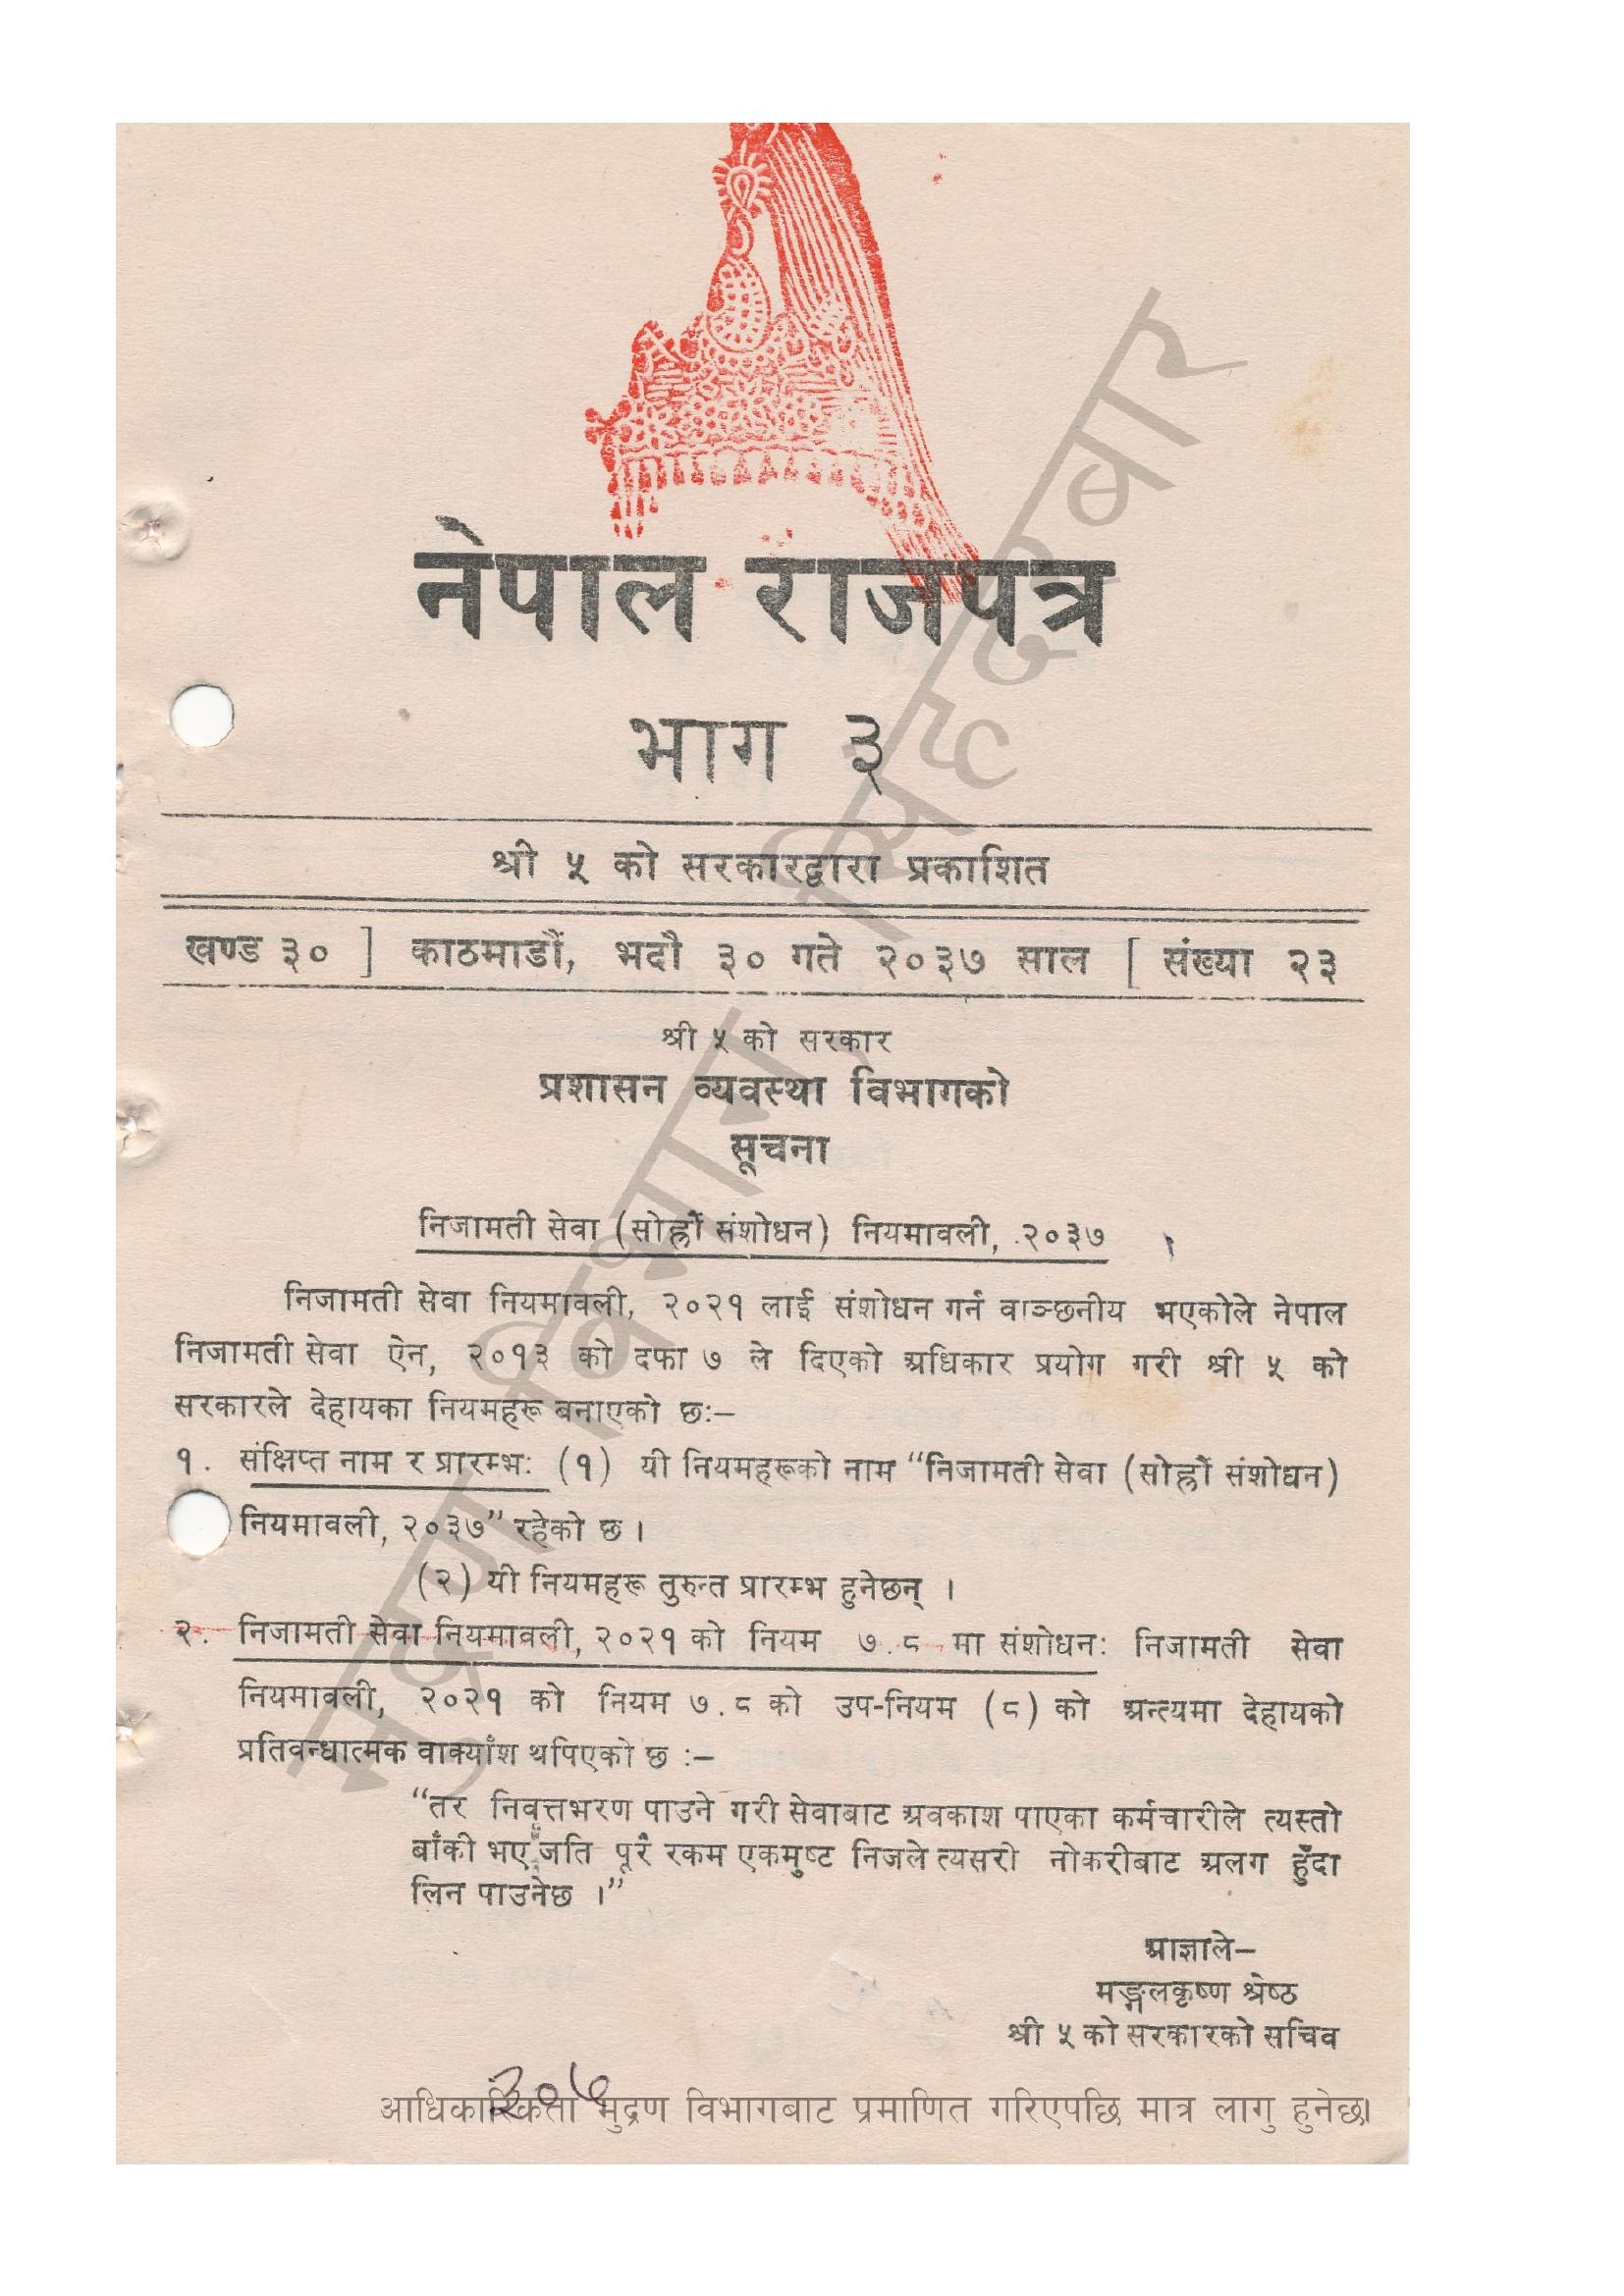 नेपाल राजपत्र
भाग ३
श्री ५ को सरकारद्वारा प्रकाशित
खण्ड ३० ] काठमाडौं, भदौ ३० गते २०३७ साल [ संख्या २३
श्री ५ को सरकार
प्रशासन व्यवस्था विभागको
सूचना
निजामती सेवा (सोह्रौं संशोधन) नियमावली, २०३७
निजामती सेवा नियमावली, २०२१ लाई संशोधन गर्न वाञ्छनीय भएकोले नेपाल
निजामती सेवा ऐन, २०१३ को दफा ७ ले दिएको अधिकार प्रयोग गरी श्री ५ को
सरकारले देहायका नियमहरू बनाएको छः–
१. संक्षिप्त नाम र प्रारम्भः (१) यी नियमहरूको नाम “निजामती सेवा (सोह्रौं संशोधन)
नियमावली, २०३७” रहेको छ ।
(२) यी नियमहरू तुरुन्त प्रारम्भ हुनेछन् ।
२. निजामती सेवा नियमावली, २०२१ को नियम ७.८ मा संशोधनः निजामती सेवा
नियमावली, २०२१ को नियम ७.८ को उप-नियम (८) को अन्त्यमा देहायको
प्रतिवन्धात्मक वाक्यांश थपिएको छ :–
“तर निवृत्तभरण पाउने गरी सेवाबाट अवकाश पाएका कर्मचारीले त्यस्तो
बाँकी भए जति पूरै रकम एकमुष्ट निजले त्यसरी नोकरीबाट अलग हुँदा
लिन पाउनेछ ।”
आज्ञाले–
मङ्गलकृष्ण श्रेष्ठ
श्री ५ को सरकारको सचिव
२०७
आधिकारिकता मुद्रण विभागबाट प्रमाणित गरिएपछि मात्र लागु हुनेछ।
मुद्रण विभाग, सिंहदरबार